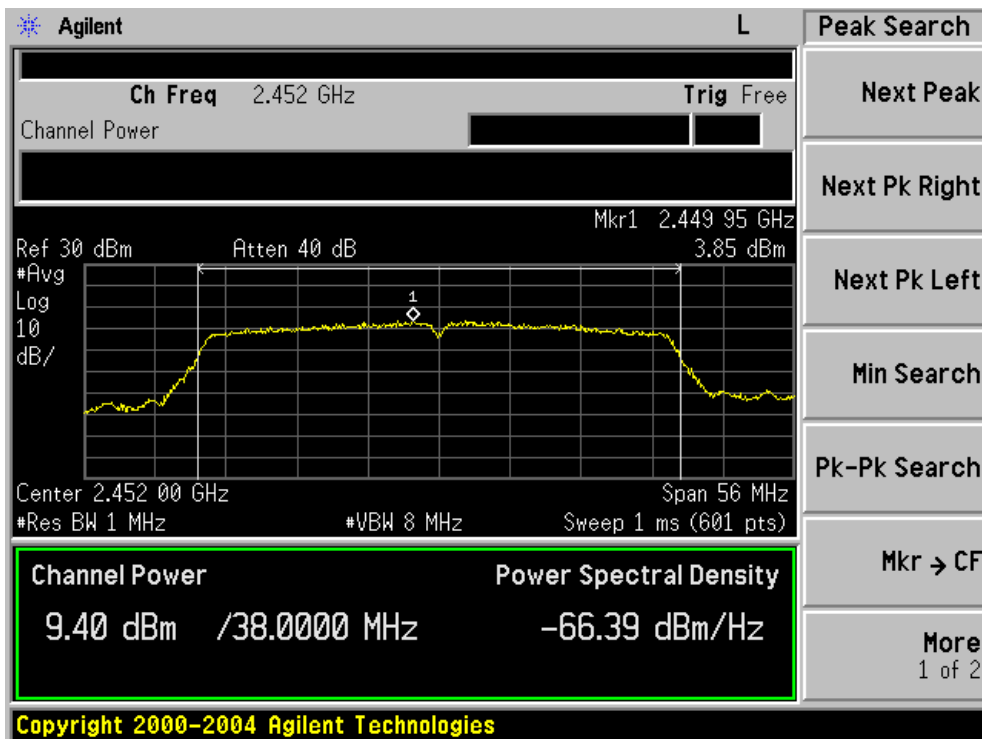 Agilent L Peak Search
Ch Freq 2.452 GHz Trig Free
Channel Power
Mkr1 2.449 95 GHz
Ref 30 dBm Atten 40 dB 3.85 dBm
#Avg
Log
10
dB/
1
Center 2.452 00 GHz Span 56 MHz
#Res BW 1 MHz #VBW 8 MHz Sweep 1 ms (601 pts)
Channel Power Power Spectral Density
9.40 dBm /38.0000 MHz -66.39 dBm/Hz
Copyright 2000-2004 Agilent Technologies
Next Peak
Next Pk Right
Next Pk Left
Min Search
Pk-Pk Search
Mkr → CF
More
1 of 2